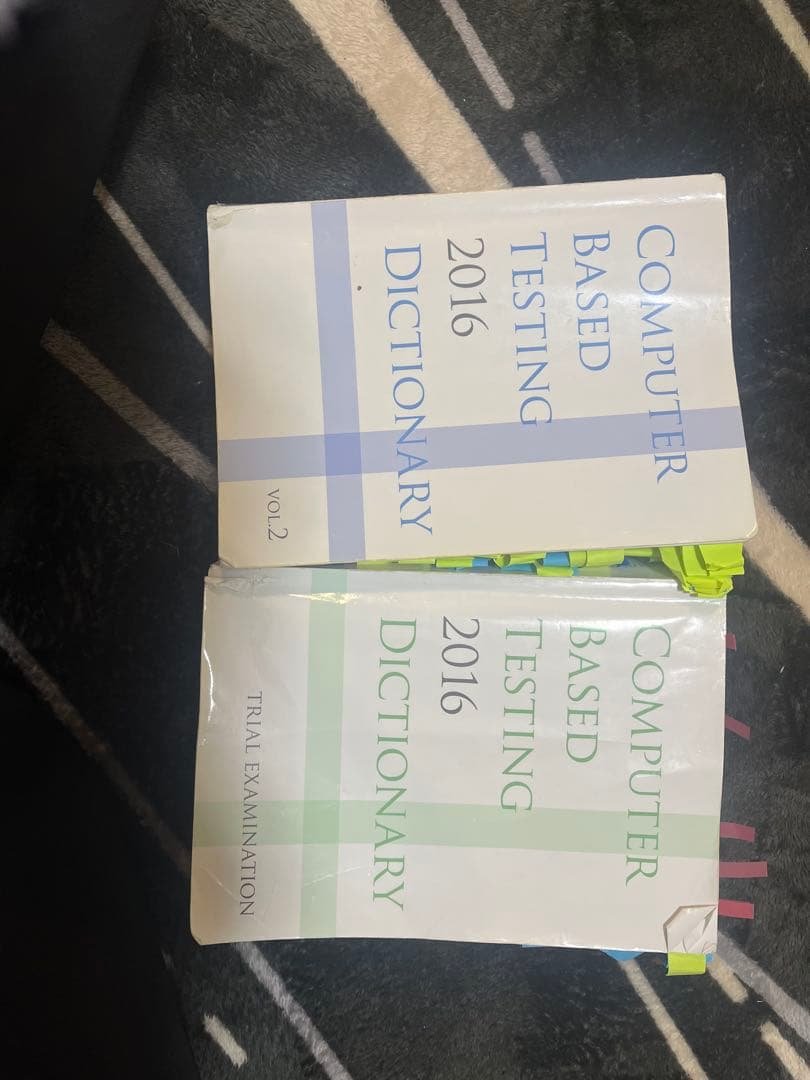 COMPUTER
BASED
TESTING
2016
DICTIONARY
VOL.2
COMPUTER
BASED
TESTING
2016
DICTIONARY
TRIAL EXAMINATION